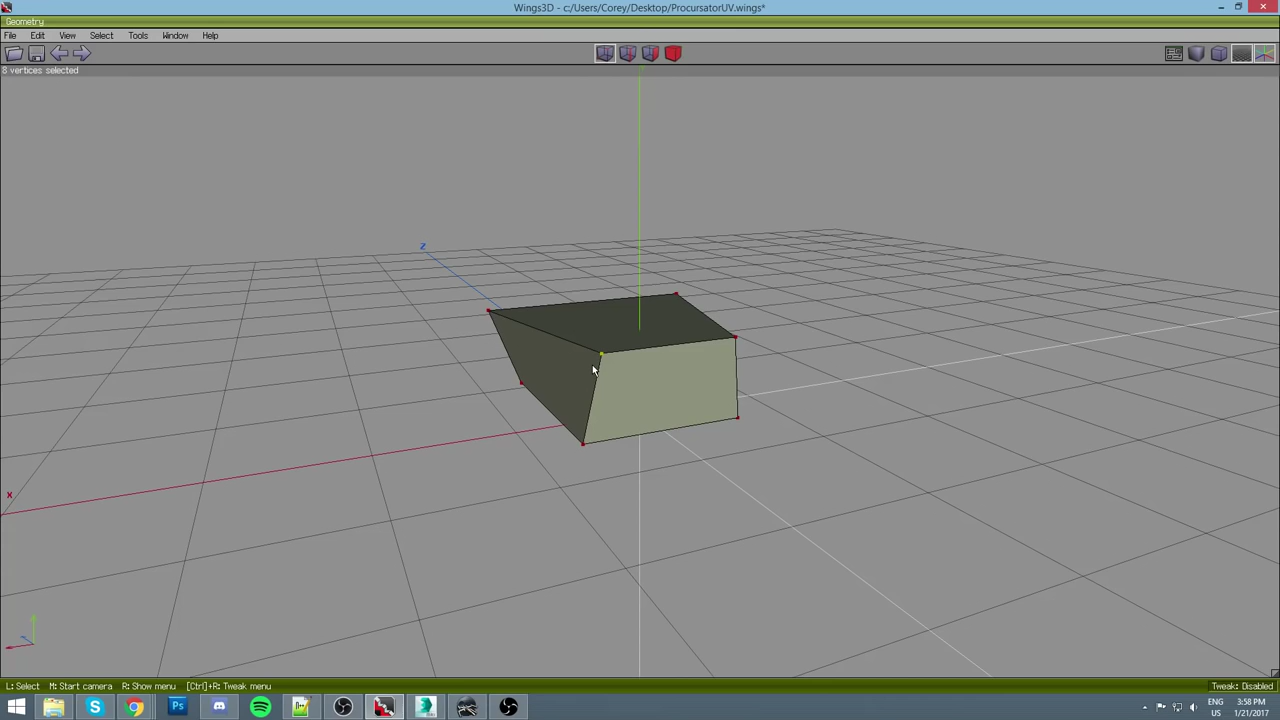 Wings3D - c:/Users/Corey/Desktop/ProcursatorUV.wings*
Geometry
File Edit View Select Tools Window Help
8 vertices selected
Z
X
L: Select M: Start camera R: Show menu [Ctrl]+R: Tweak menu
Tweak: Disabled
Ps
ENG
US
3:58 PM
1/21/2017